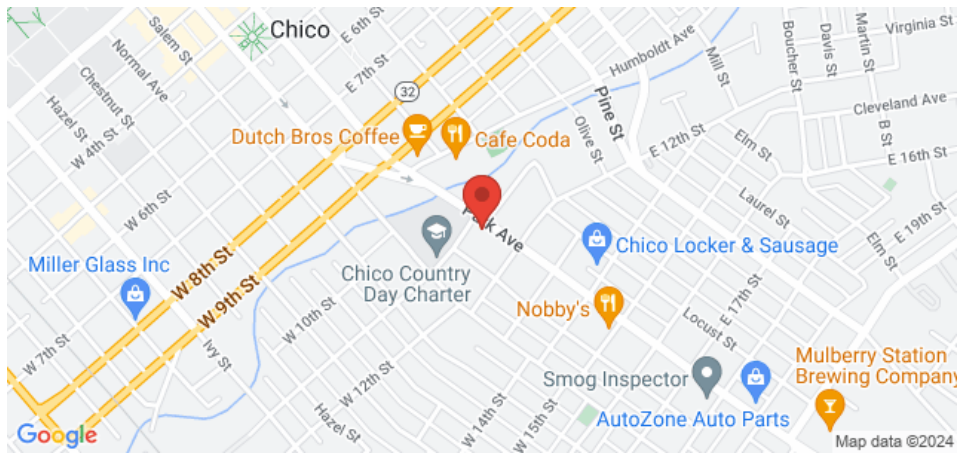 Chico
E 6th St
Humboldt Ave
Virginia St
Martin St
Davis St
Boucher St
Salem St
Normal Ave
Chestnut St
Hazel St
E 7th St
Mill St
32
Pine St
Cleveland Ave
B St
W 4th St
Dutch Bros Coffee
Cafe Coda
Olive St
E 12th St
Elm St
E 16th St
W 6th St
Park Ave
Laurel St
E 19th St
Elm St
Miller Glass Inc
W 8th St
Chico Country
Day Charter
Chico Locker & Sausage
W 9th St
Nobby's
E 17th St
Locust St
W 10th St
W 7th St
Ivy St
W 12th St
Smog Inspector
Mulberry Station
Brewing Company
AutoZone Auto Parts
Hazel St
W 14th St
W 15th St
Google
Map data ©2024